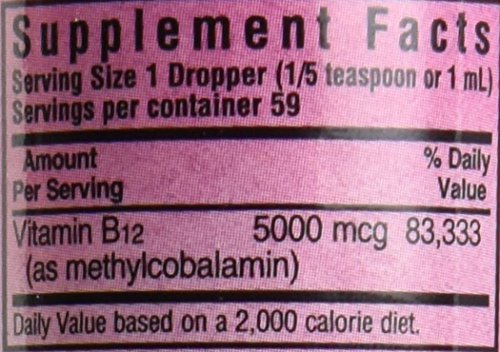 Supplement Facts
Serving Size 1 Dropper (1/5 teaspoon or 1 mL)
Servings per container 59
Amount % Daily
Per Serving Value
Vitamin B12 5000 mcg 83,333
(as methylcobalamin)
Daily Value based on a 2,000 calorie diet.